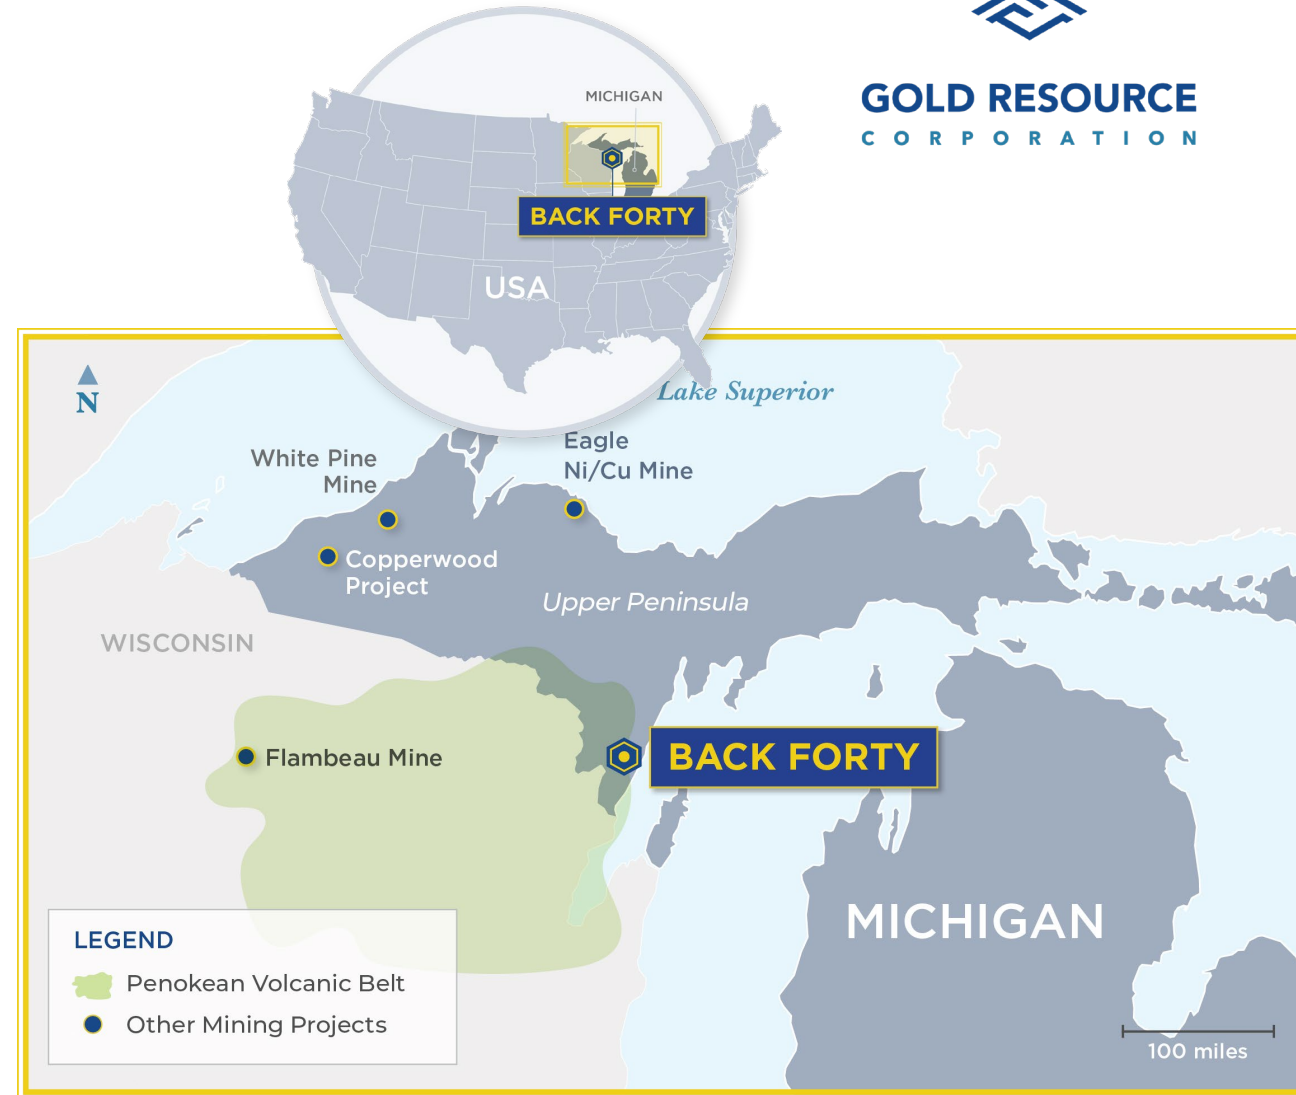 GOLD RESOURCE
CORPORATION
MICHIGAN
BACK FORTY
USA
N
Lake Superior
White Pine
Mine
Eagle
Ni/Cu Mine
Copperwood
Project
Upper Peninsula
WISCONSIN
Flambeau Mine
BACK FORTY
MICHIGAN
LEGEND
Penokean Volcanic Belt
Other Mining Projects
100 miles